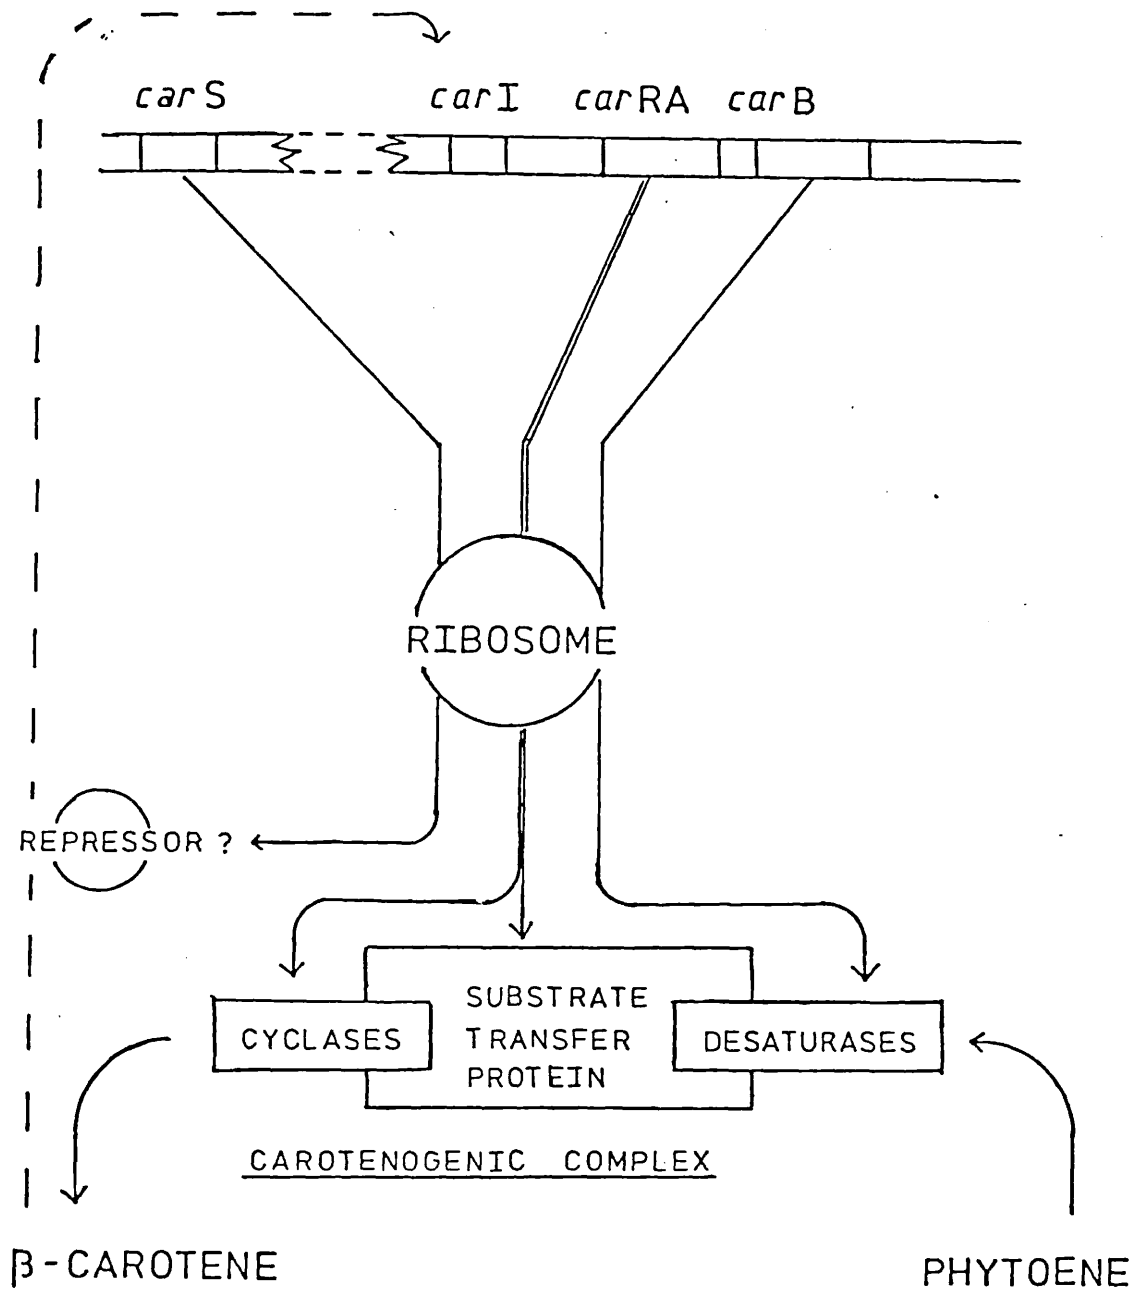 carS carI carRA carB
RIBOSOME
REPRESSOR ?
SUBSTRATE
TRANSFER
PROTEIN
CYCLASES
DESATURASES
CAROTENOGENIC COMPLEX
β-CAROTENE
PHYTOENE